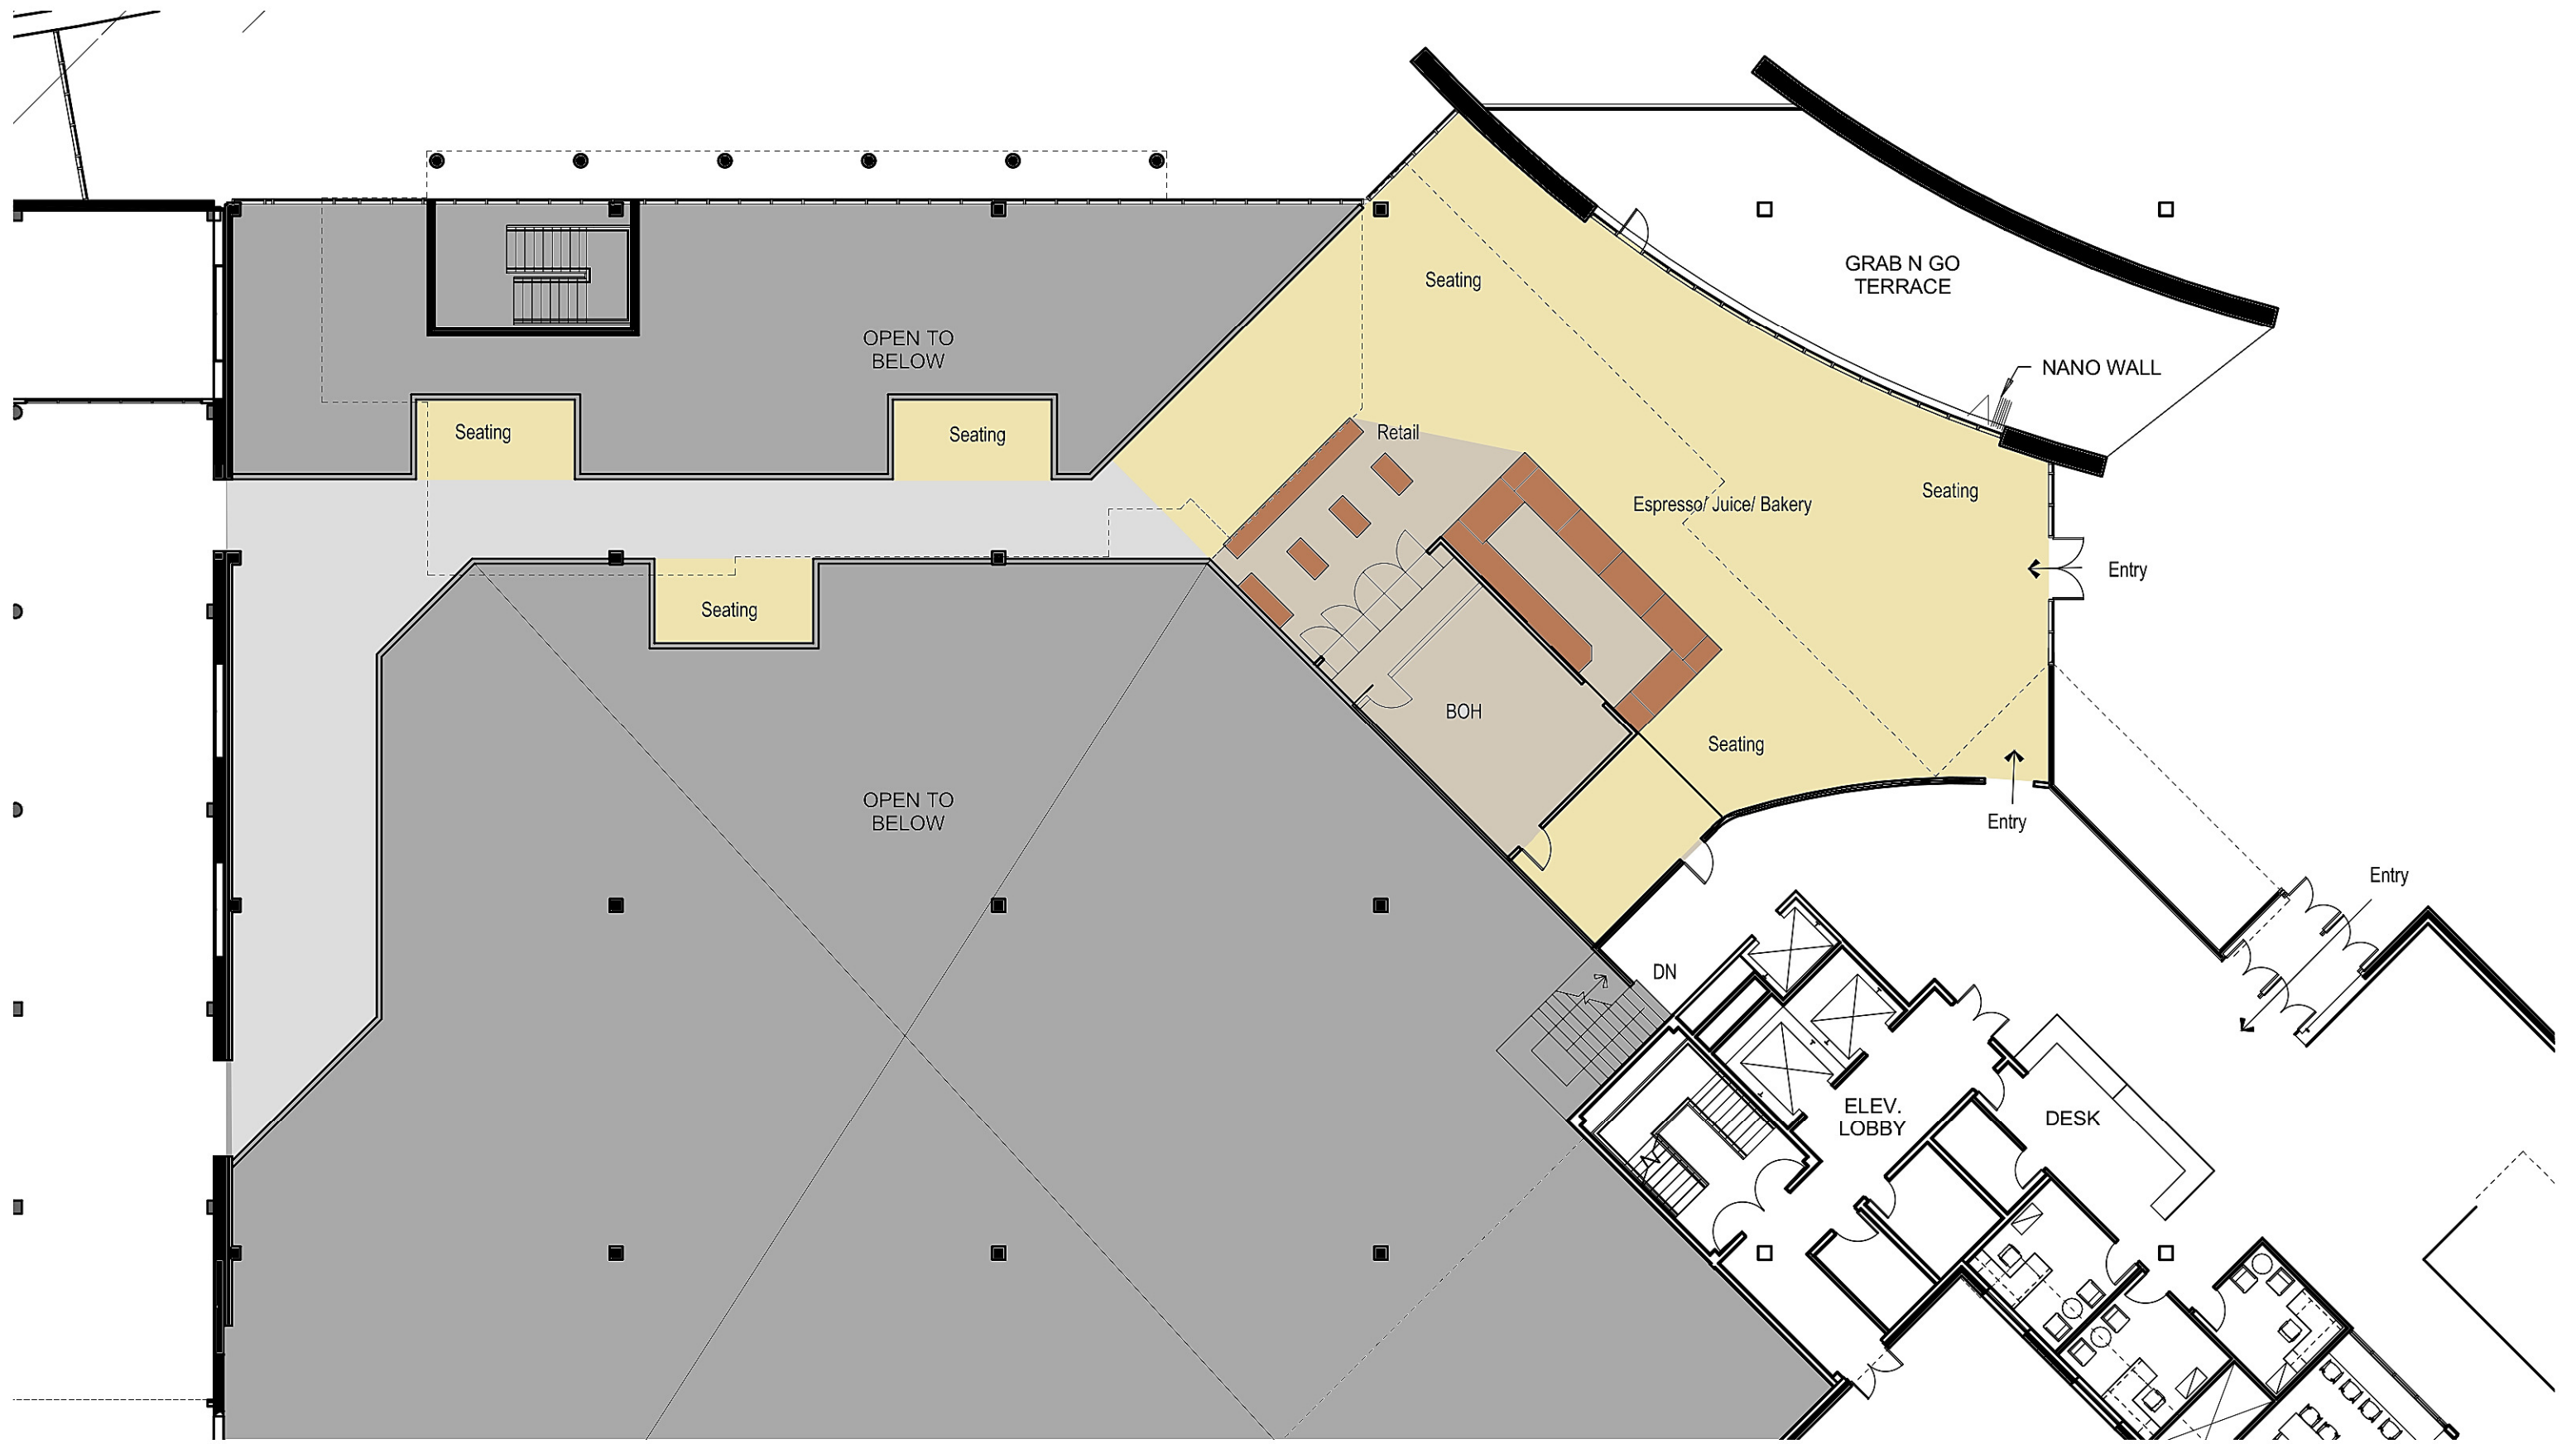 GRAB N GO
TERRACE
Seating
OPEN TO
BELOW
NANO WALL
Seating
Seating
Retail
Seating
Espresso/ Juice/ Bakery
Entry
Seating
BOH
Seating
OPEN TO
BELOW
Entry
Entry
DN
ELEV.
LOBBY
DESK